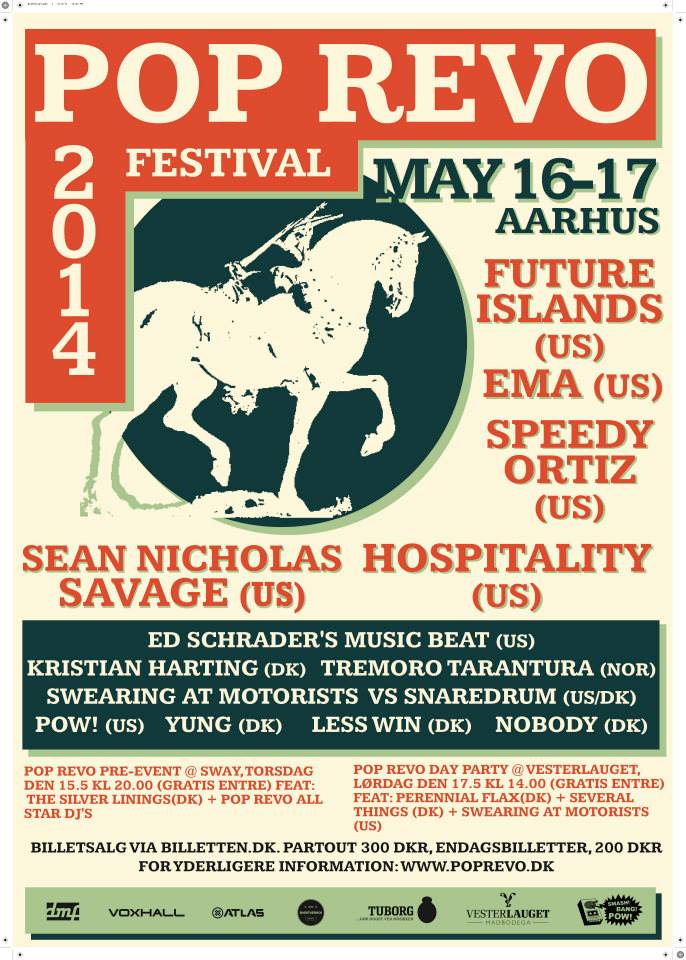 POP REVO
2014
FESTIVAL
MAY 16-17
AARHUS
FUTURE
ISLANDS
(US)
EMA (US)
SPEEDY
ORTIZ
(US)
SEAN NICHOLAS
SAVAGE (US)
HOSPITALITY
(US)
ED SCHRADER'S MUSIC BEAT (US)
KRISTIAN HARTING (DK) TREMORO TARANTURA (NOR)
SWEARING AT MOTORISTS VS SNAREDRUM (US/DK)
POW! (US) YUNG (DK) LESS WIN (DK) NOBODY (DK)
POP REVO PRE-EVENT @ SWAY, TORSDAG
DEN 15.5 KL 20.00 (GRATIS ENTRE) FEAT:
THE SILVER LININGS(DK) + POP REVO ALL
STAR DJ'S
POP REVO DAY PARTY @ VESTERLAUGET,
LØRDAG DEN 17.5 KL 14.00 (GRATIS ENTRE)
FEAT: PERENNIAL FLAX(DK) + SEVERAL
THINGS (DK) + SWEARING AT MOTORISTS
(US)
BILLETSALG VIA BILLETTEN.DK. PARTOUT 300 DKR, ENDAGSBILLETTER, 200 DKR
FOR YDERLIGERE INFORMATION: WWW.POPREVO.DK
dmf
VOXHALL
ATLAS
TUBORG
VESTERLAUGET
MADBODEGA
SMASH!
BANG!
POW!